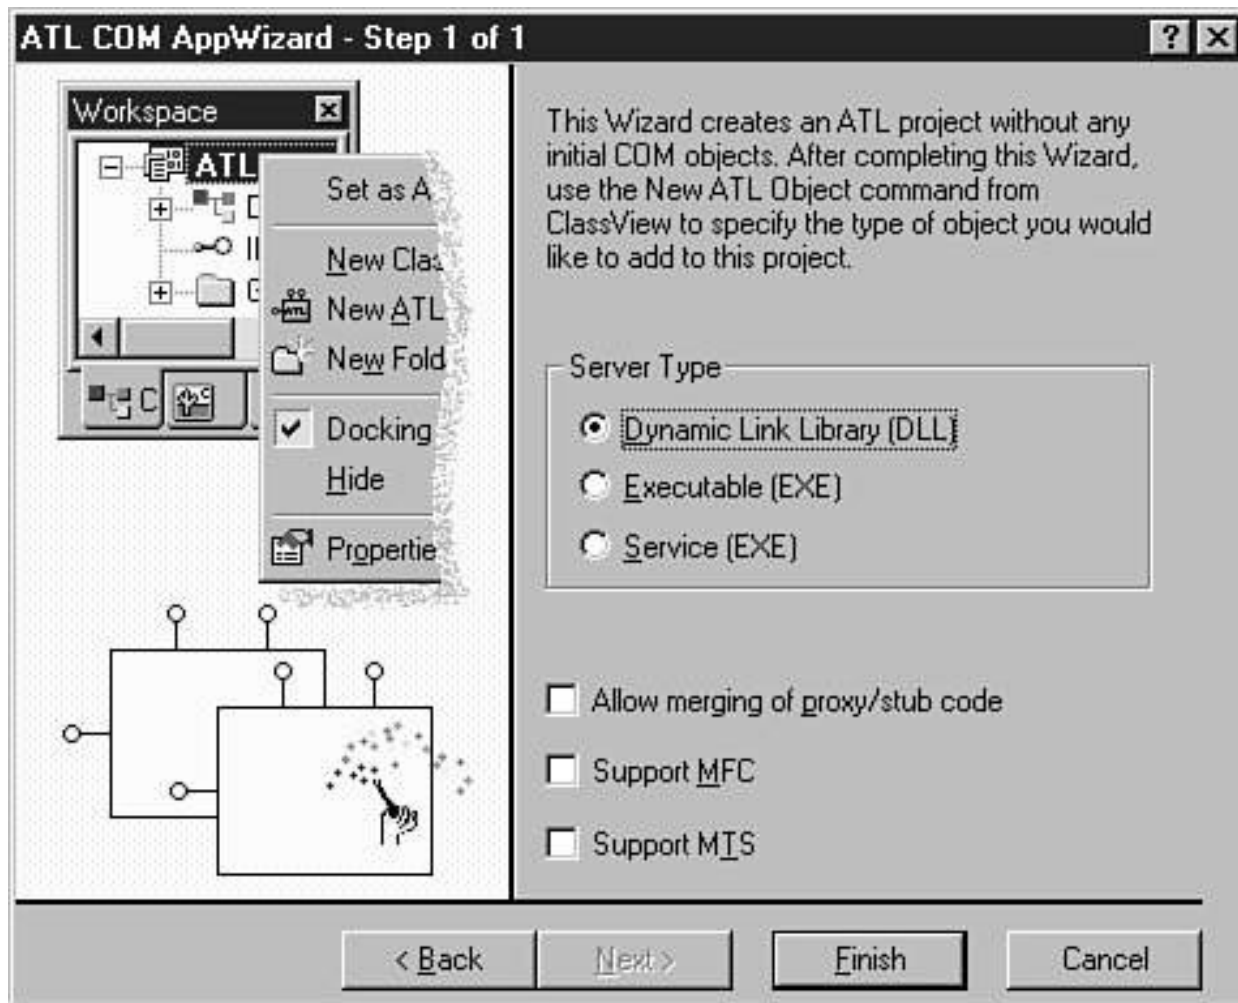 ATL COM AppWizard - Step 1 of 1
Workspace
ATL
Set as A
New Clas
New ATL
New Fold
Docking
Hide
Propertie
C
This Wizard creates an ATL project without any
initial COM objects. After completing this Wizard,
use the New ATL Object command from
ClassView to specify the type of object you would
like to add to this project.
Server Type
Dynamic Link Library (DLL)
Executable (EXE)
Service (EXE)
Allow merging of proxy/stub code
Support MFC
Support MTS
< Back
Next >
Finish
Cancel